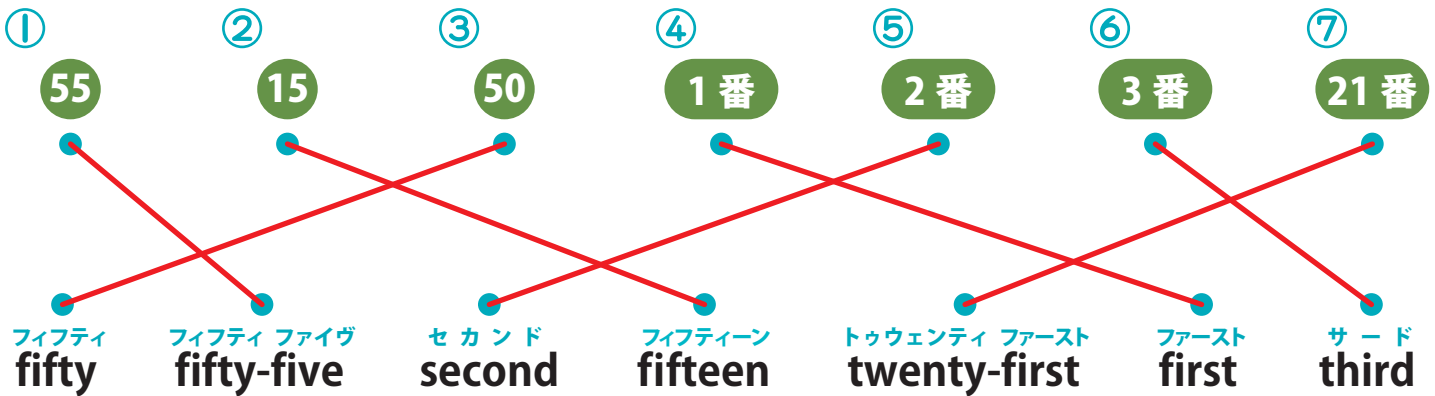 ① ② ③ ④ ⑤ ⑥ ⑦
55 15 50 1番 2番 3番 21番
フィフティ フィフティ ファイヴ セカンド フィフティーン トゥウェンティ ファースト ファースト サード
fifty fifty-five second fifteen twenty-first first third